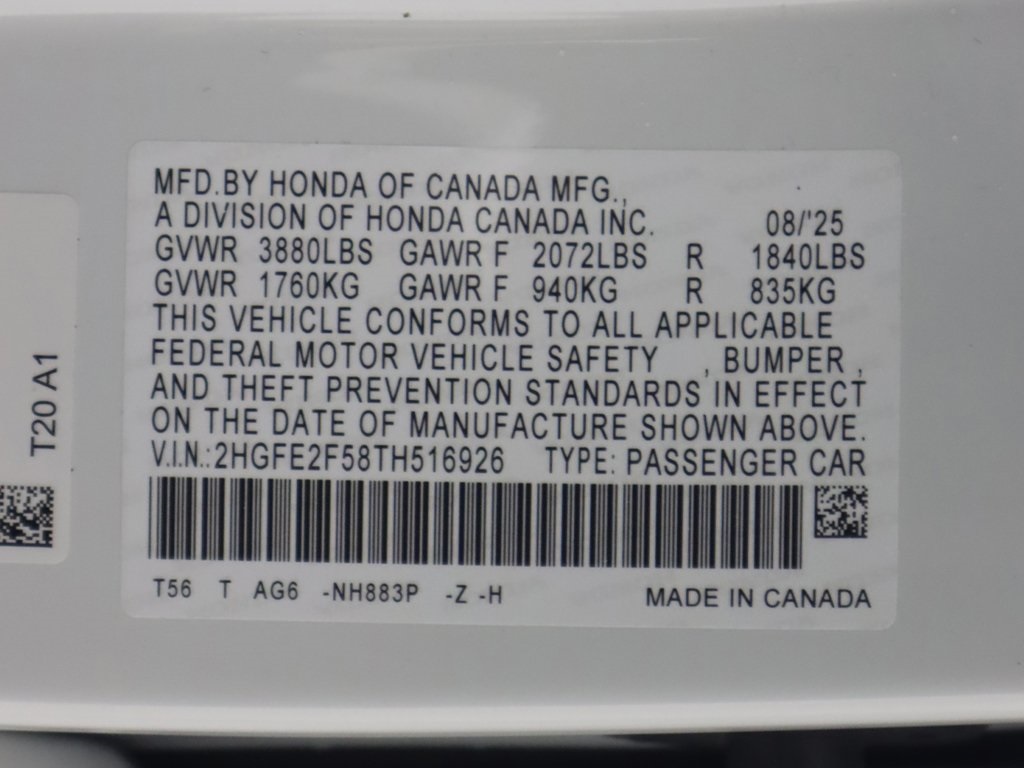 MFD.BY HONDA OF CANADA MFG.,
A DIVISION OF HONDA CANADA INC. 08/'25
GVWR 3880LBS GAWR F 2072LBS R 1840LBS
GVWR 1760KG GAWR F 940KG R 835KG
THIS VEHICLE CONFORMS TO ALL APPLICABLE
FEDERAL MOTOR VEHICLE SAFETY , BUMPER ,
AND THEFT PREVENTION STANDARDS IN EFFECT
ON THE DATE OF MANUFACTURE SHOWN ABOVE.
V.I.N.:2HGFE2F58TH516926 TYPE: PASSENGER CAR
T56 T AG6 -NH883P -Z -H MADE IN CANADA
T20 A1